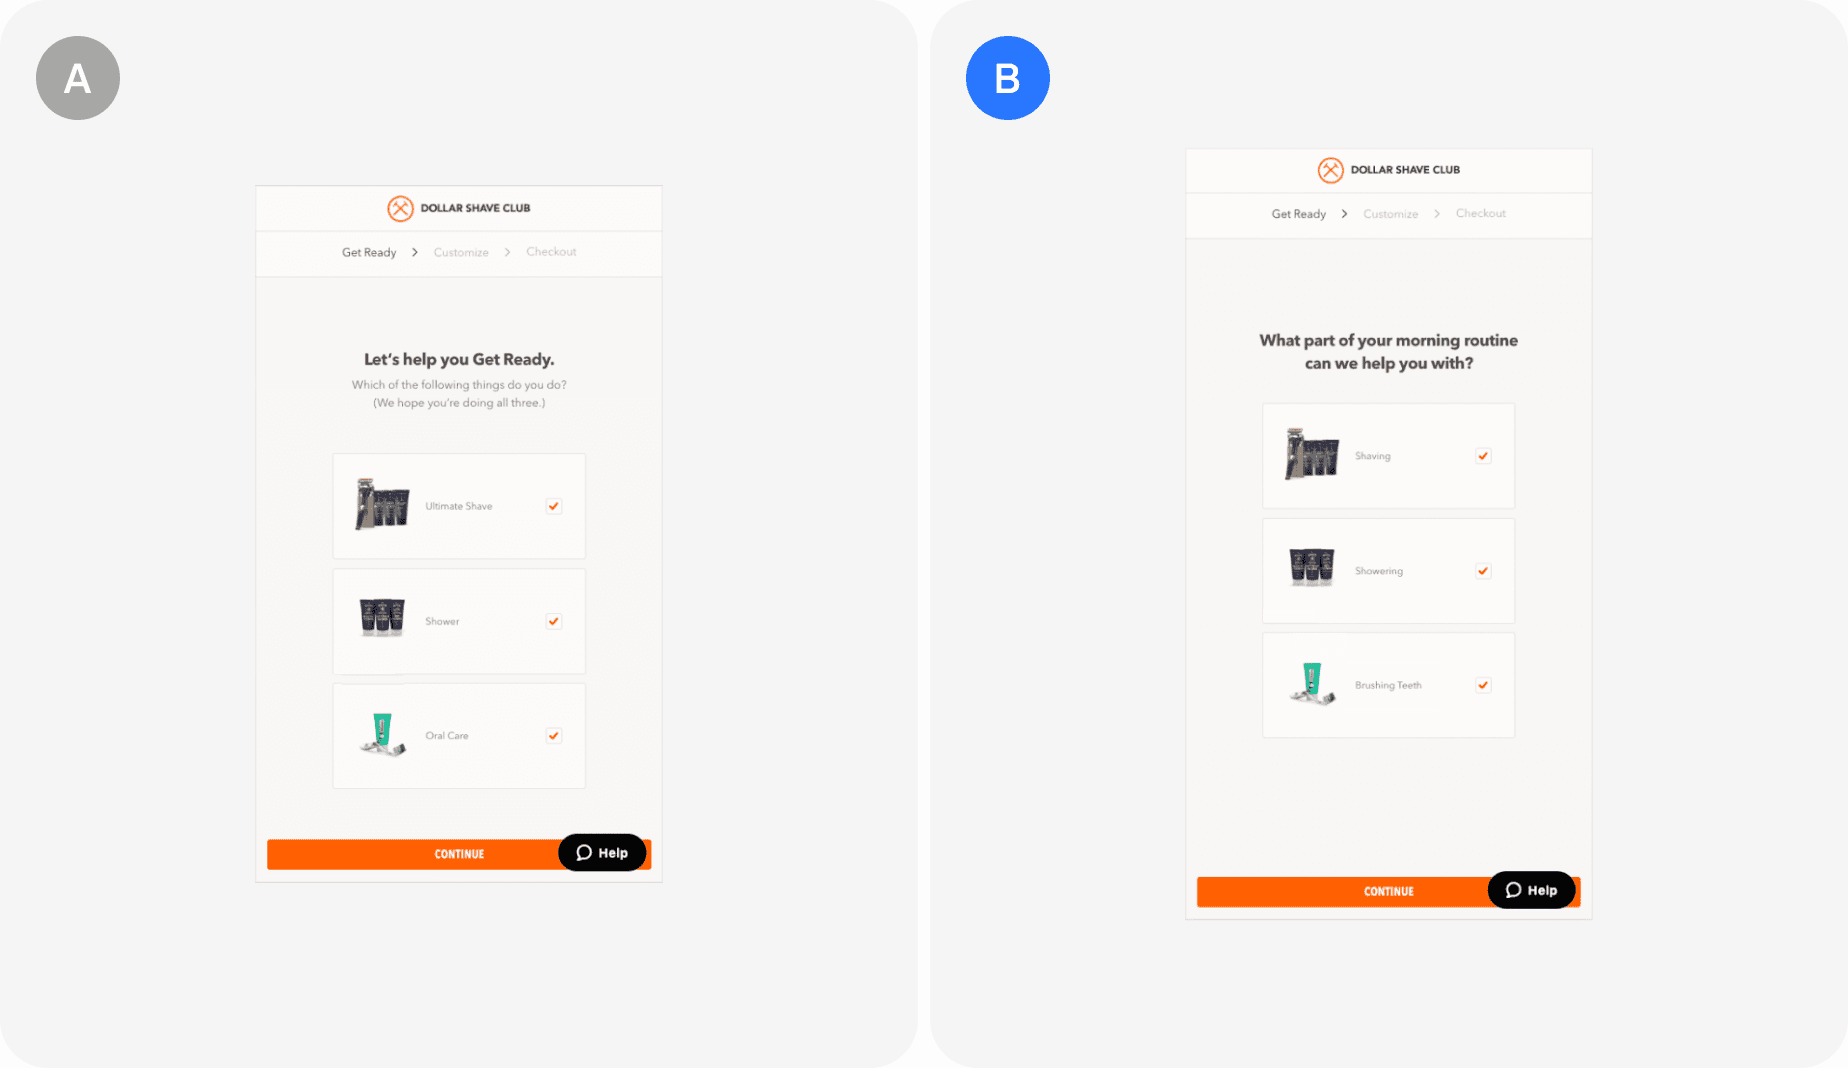 A
DOLLAR SHAVE CLUB
Get Ready > Customize > Checkout
Let's help you Get Ready.
Which of the following things do you do?
(We hope you're doing all three.)
Ultimate Shave
Shower
Oral Care
CONTINUE
Help
B
DOLLAR SHAVE CLUB
Get Ready > Customize > Checkout
What part of your morning routine
can we help you with?
Shaving
Showering
Brushing Teeth
CONTINUE
Help